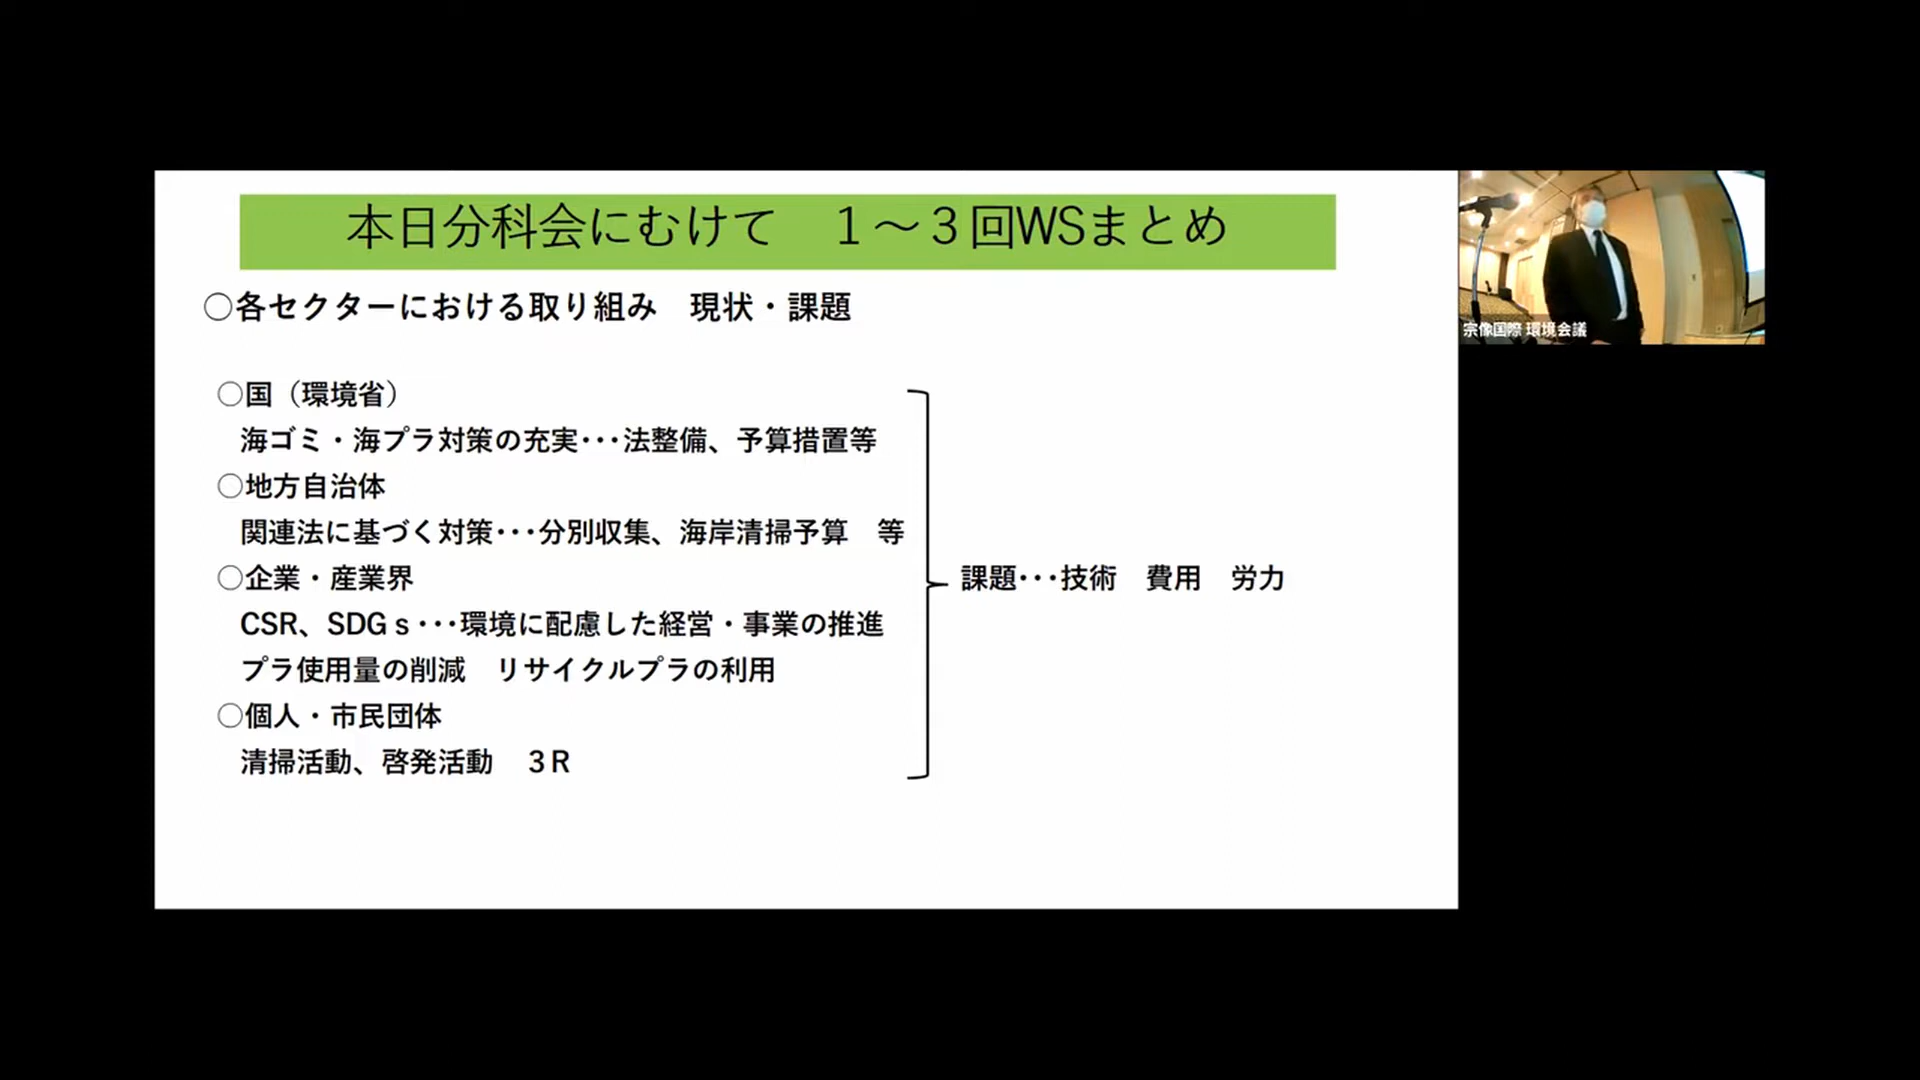 本日分科会にむけて　１～３回WSまとめ
○各セクターにおける取り組み　現状・課題
○国（環境省）
海ゴミ・海プラ対策の充実･･･法整備、予算措置等
○地方自治体
関連法に基づく対策･･･分別収集、海岸清掃予算　等
○企業・産業界
CSR、SDGｓ･･･環境に配慮した経営・事業の推進
プラ使用量の削減　リサイクルプラの利用
○個人・市民団体
清掃活動、啓発活動　３R
課題･･･技術　費用　労力
宗像国際 環境会議